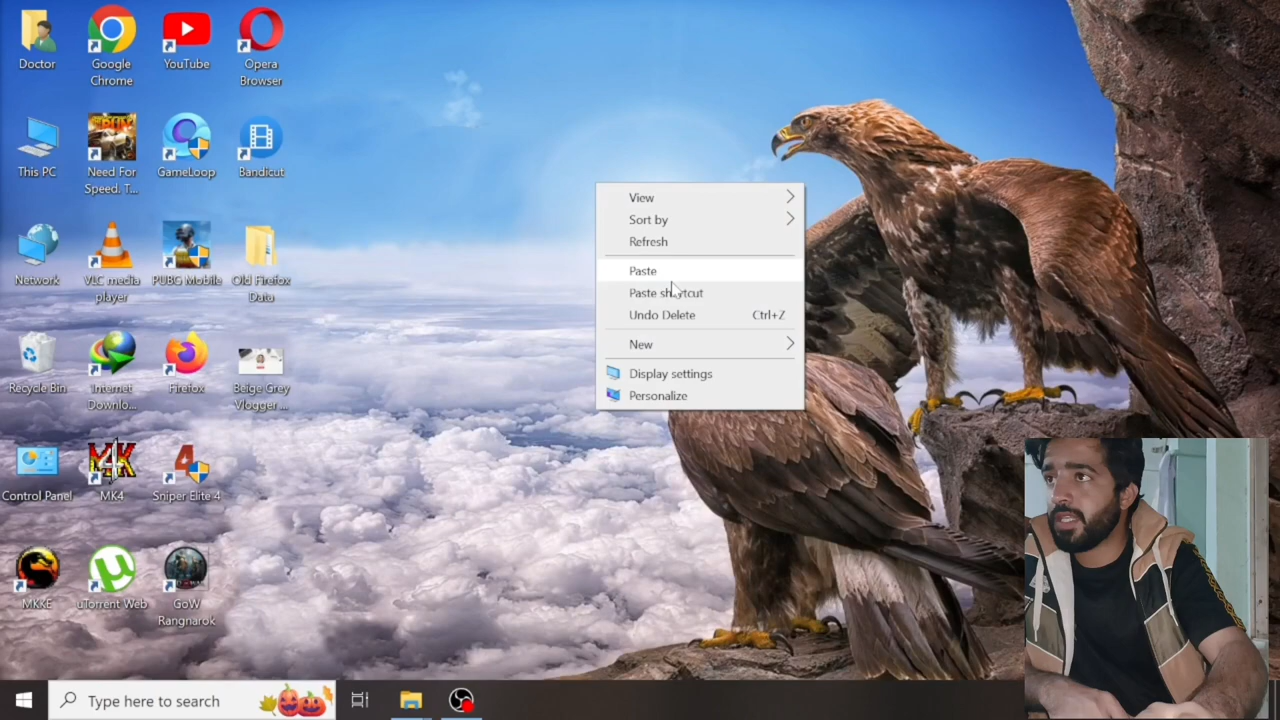 Doctor
Google
Chrome
YouTube
Opera
Browser
This PC
Need For
Speed. T...
GameLoop
Bandicut
Network
VLC media
player
PUBG Mobile
Old Firefox
Data
Recycle Bin
Internet
Downlo...
Firefox
Beige Grey
Vlogger ...
Control Panel
MK4
Sniper Elite 4
MKKE
uTorrent Web
GoW
Rangnarok
View
Sort by
Refresh
Paste
Paste shortcut
Undo Delete Ctrl+Z
New
Display settings
Personalize
Type here to search